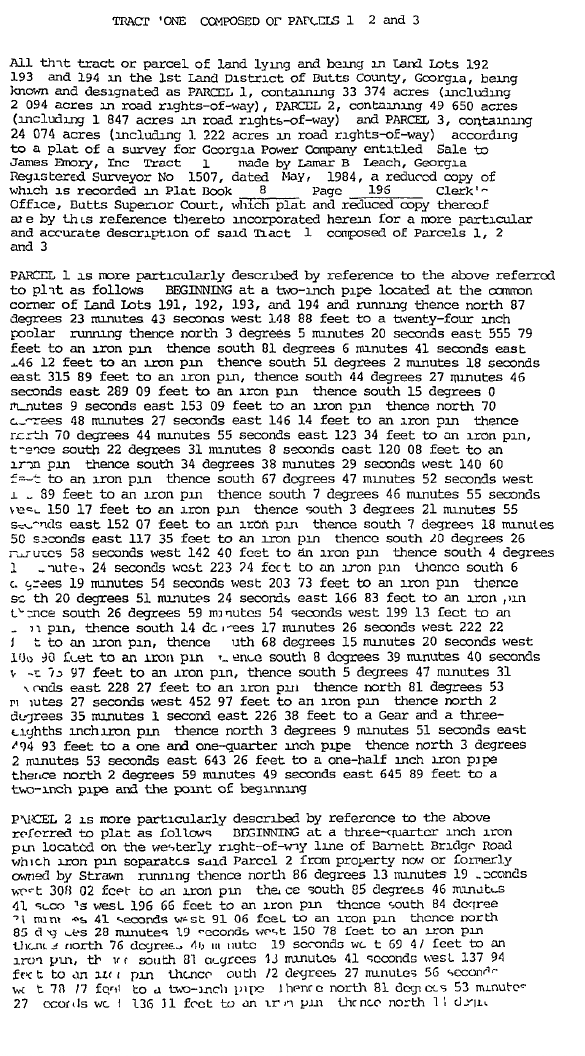 TRACT 'ONE COMPOSED OF PARCELS 1 2 and 3
All that tract or parcel of land lying and being in Land Lots 192
193 and 194 in the 1st Land District of Butts County, Georgia, being
known and designated as PARCEL 1, containing 33 374 acres (including
2 094 acres in road rights-of-way), PARCEL 2, containing 49 650 acres
(including 1 847 acres in road rights-of-way) and PARCEL 3, containing
24 074 acres (including 1 222 acres in road rights-of-way) according
to a plat of a survey for Georgia Power Company entitled Sale to
James Emory, Inc Tract 1 made by Lamar B Leach, Georgia
Registered Surveyor No 1507, dated May, 1984, a reduced copy of
which is recorded in Plat Book 8 Page 196 Clerk's
Office, Butts Superior Court, which plat and reduced copy thereof
are by this reference thereto incorporated herein for a more particular
and accurate description of said Tract 1 composed of Parcels 1, 2
and 3
PARCEL 1 is more particularly described by reference to the above referred
to plat as follows BEGINNING at a two-inch pipe located at the common
corner of Land Lots 191, 192, 193, and 194 and running thence north 87
degrees 23 minutes 43 seconds west 148 88 feet to a twenty-four inch
poplar running thence north 3 degrees 5 minutes 20 seconds east 555 79
feet to an iron pin thence south 81 degrees 6 minutes 41 seconds east
46 12 feet to an iron pin thence south 51 degrees 2 minutes 18 seconds
east 315 89 feet to an iron pin, thence south 44 degrees 27 minutes 46
seconds east 289 09 feet to an iron pin thence south 15 degrees 0
minutes 9 seconds east 153 09 feet to an iron pin thence north 70
degrees 48 minutes 27 seconds east 146 14 feet to an iron pin thence
north 70 degrees 44 minutes 55 seconds east 123 34 feet to an iron pin,
thence south 22 degrees 31 minutes 8 seconds east 120 08 feet to an
iron pin thence south 34 degrees 38 minutes 29 seconds west 140 60
feet to an iron pin thence south 67 degrees 47 minutes 52 seconds west
89 feet to an iron pin thence south 7 degrees 46 minutes 55 seconds
west 150 17 feet to an iron pin thence south 3 degrees 21 minutes 55
seconds east 152 07 feet to an iron pin thence south 7 degrees 18 minutes
50 seconds east 117 35 feet to an iron pin thence south 20 degrees 26
minutes 58 seconds west 142 40 feet to an iron pin thence south 4 degrees
minutes 24 seconds west 223 24 feet to an iron pin thence south 6
degrees 19 minutes 54 seconds west 203 73 feet to an iron pin thence
south 20 degrees 51 minutes 24 seconds east 166 83 feet to an iron pin
thence south 26 degrees 59 minutes 54 seconds west 199 13 feet to an
pin, thence south 14 degrees 17 minutes 26 seconds west 222 22
to an iron pin, thence south 68 degrees 15 minutes 20 seconds west
90 feet to an iron pin thence south 8 degrees 39 minutes 40 seconds
97 feet to an iron pin, thence south 5 degrees 47 minutes 31
seconds east 228 27 feet to an iron pin thence north 81 degrees 53
minutes 27 seconds west 452 97 feet to an iron pin thence north 2
degrees 35 minutes 1 second east 226 38 feet to a Gear and a three-
eighths inch iron pin thence north 3 degrees 9 minutes 51 seconds east
494 93 feet to a one and one-quarter inch pipe thence north 3 degrees
2 minutes 53 seconds east 643 26 feet to a one-half inch iron pipe
thence north 2 degrees 59 minutes 49 seconds east 645 89 feet to a
two-inch pipe and the point of beginning
PARCEL 2 is more particularly described by reference to the above
referred to plat as follows BEGINNING at a three-quarter inch iron
pin located on the westerly right-of-way line of Barnett Bridge Road
which iron pin separates said Parcel 2 from property now or formerly
owned by Strawn running thence north 86 degrees 13 minutes 19 seconds
west 308 02 feet to an iron pin thence south 85 degrees 46 minutes
41 seconds west 196 66 feet to an iron pin thence south 84 degree
minutes 41 seconds west 91 06 feet to an iron pin thence north
85 degrees 28 minutes 19 seconds west 150 78 feet to an iron pin
thence north 76 degrees 46 minute 19 seconds west 69 47 feet to an
iron pin, thence south 81 degrees 43 minutes 41 seconds west 137 94
feet to an iron pin thence south 72 degrees 27 minutes 56 seconds
west 78 77 feet to a two-inch pipe thence north 81 degrees 53 minutes
27 seconds west 136 11 feet to an iron pin thence north